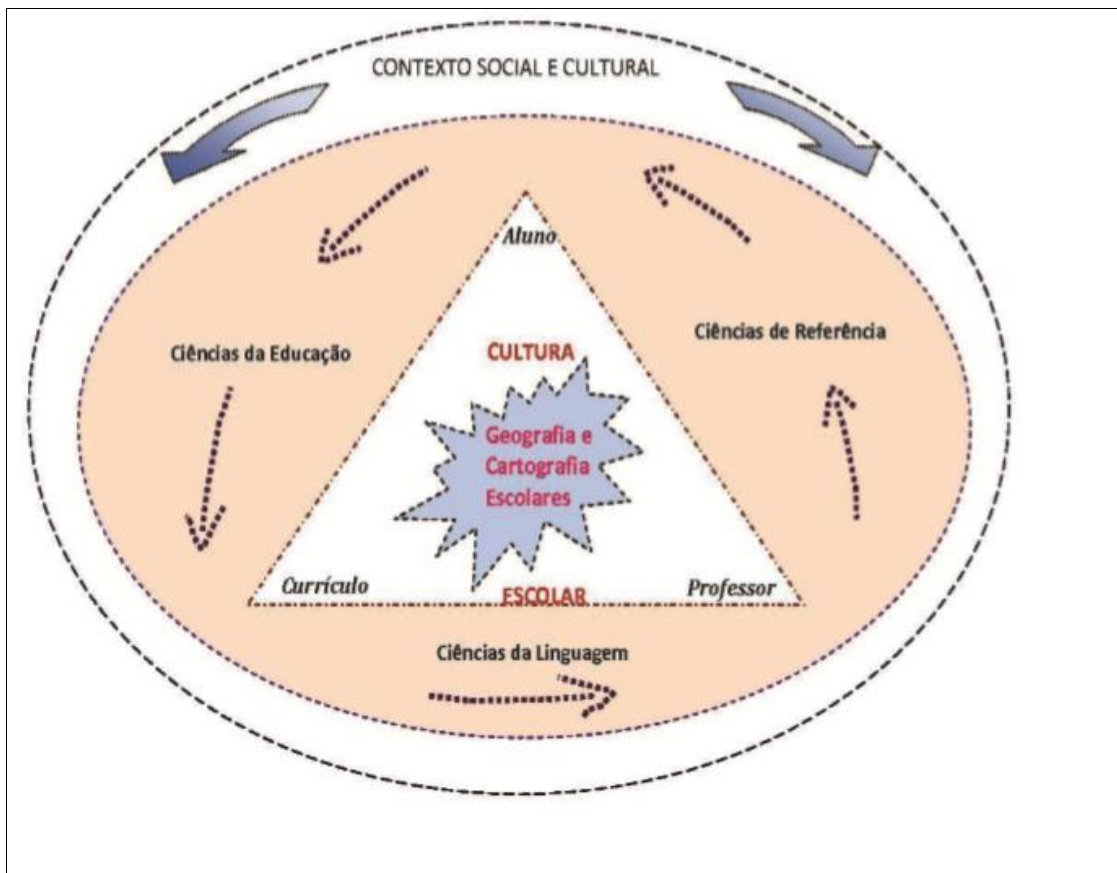 CONTEXTO SOCIAL E CULTURAL
Aluno
Ciências da Educação
Ciências de Referência
CULTURA
Geografia e
Cartografia
Escolares
Currículo
ESCOLAR
Professor
Ciências da Linguagem